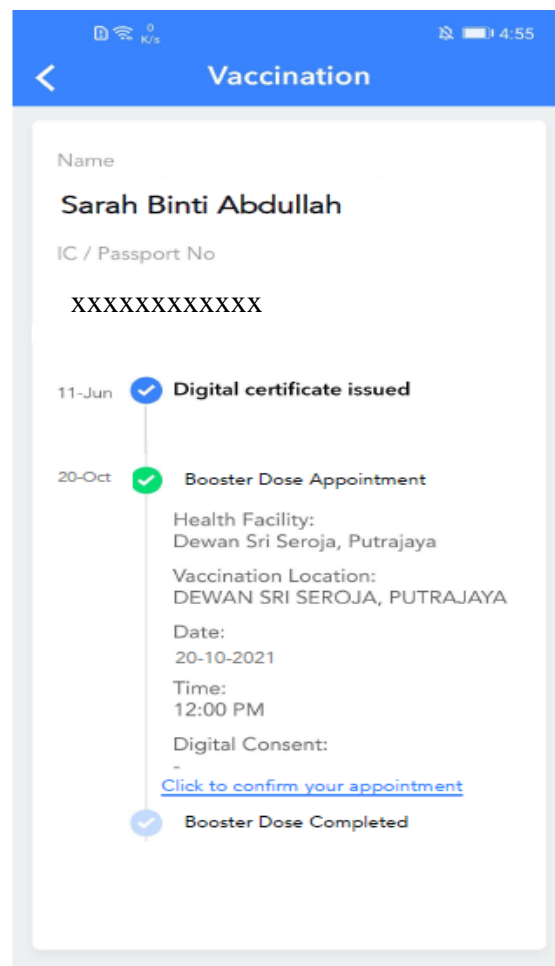 0
K/s
4:55
Vaccination
Name
Sarah Binti Abdullah
IC / Passport No
XXXXXXXXXXXX
11-Jun
Digital certificate issued
20-Oct
Booster Dose Appointment
Health Facility:
Dewan Sri Seroja, Putrajaya
Vaccination Location:
DEWAN SRI SEROJA, PUTRAJAYA
Date:
20-10-2021
Time:
12:00 PM
Digital Consent:
-
Click to confirm your appointment
Booster Dose Completed